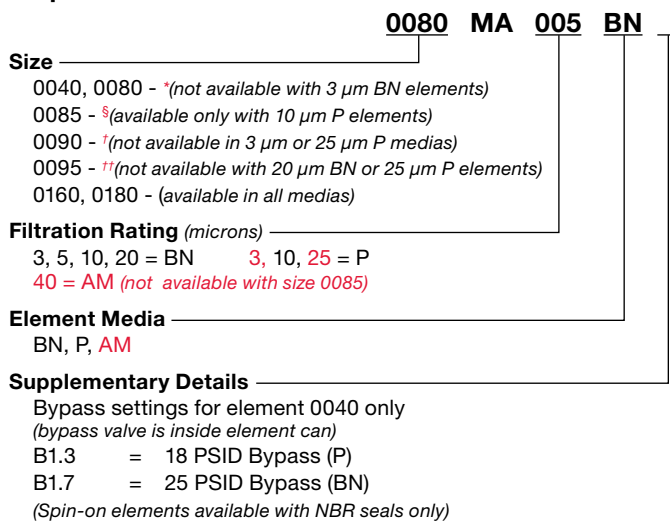 0080 MA 005 BN
Size
0040, 0080 - *(not available with 3 µm BN elements)
0085 - §(available only with 10 µm P elements)
0090 - †(not available in 3 µm or 25 µm P medias)
0095 - ††(not available with 20 µm BN or 25 µm P elements)
0160, 0180 - (available in all medias)
Filtration Rating (microns)
3, 5, 10, 20 = BN 3, 10, 25 = P
40 = AM (not available with size 0085)
Element Media
BN, P, AM
Supplementary Details
Bypass settings for element 0040 only
(bypass valve is inside element can)
B1.3 = 18 PSID Bypass (P)
B1.7 = 25 PSID Bypass (BN)
(Spin-on elements available with NBR seals only)